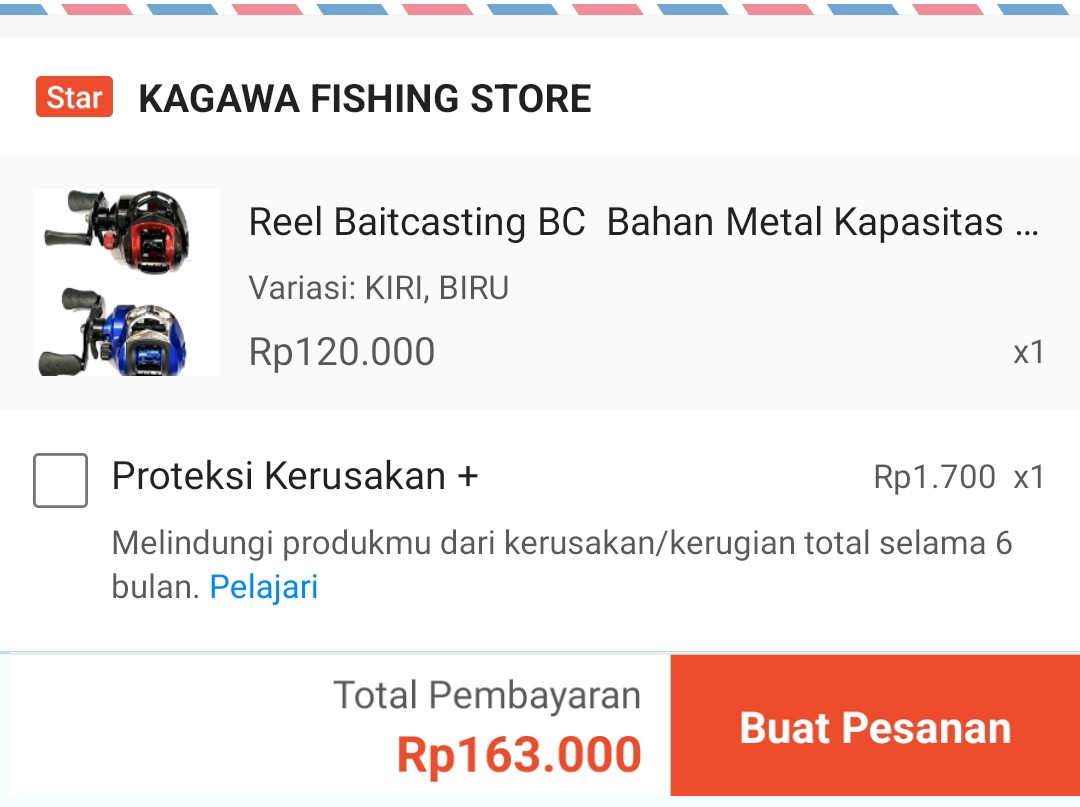 Star KAGAWA FISHING STORE
Reel Baitcasting BC Bahan Metal Kapasitas ...
Variasi: KIRI, BIRU
Rp120.000 x1
Proteksi Kerusakan + Rp1.700 x1
Melindungi produkmu dari kerusakan/kerugian total selama 6
bulan. Pelajari
Total Pembayaran
Rp163.000
Buat Pesanan